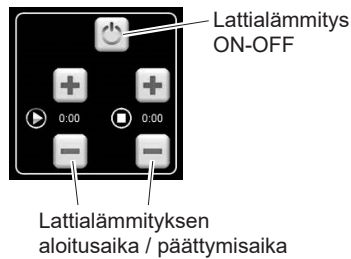 Lattialämmitys
ON-OFF
0:00 0:00
Lattialämmityksen
aloitusaika / päättymisaika